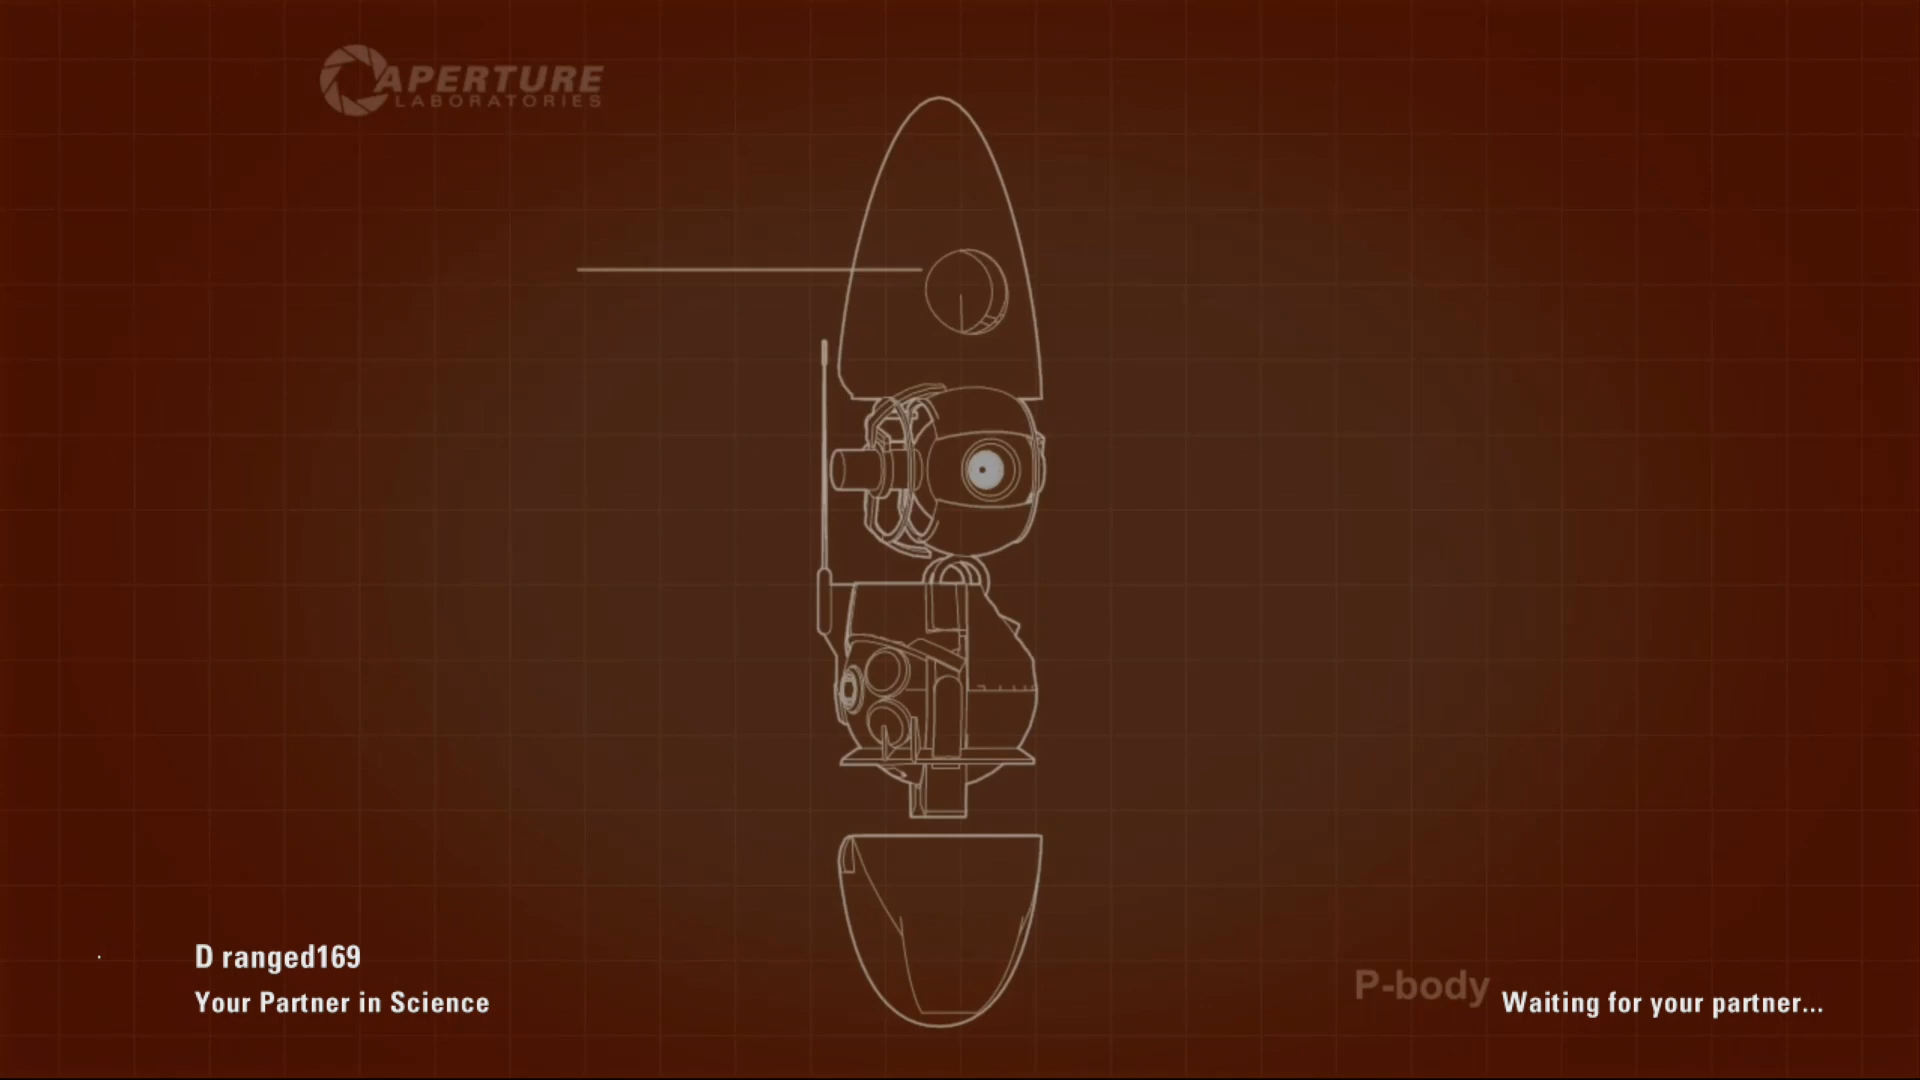 APERTURE
LABORATORIES
D ranged169
Your Partner in Science
P-body
Waiting for your partner...